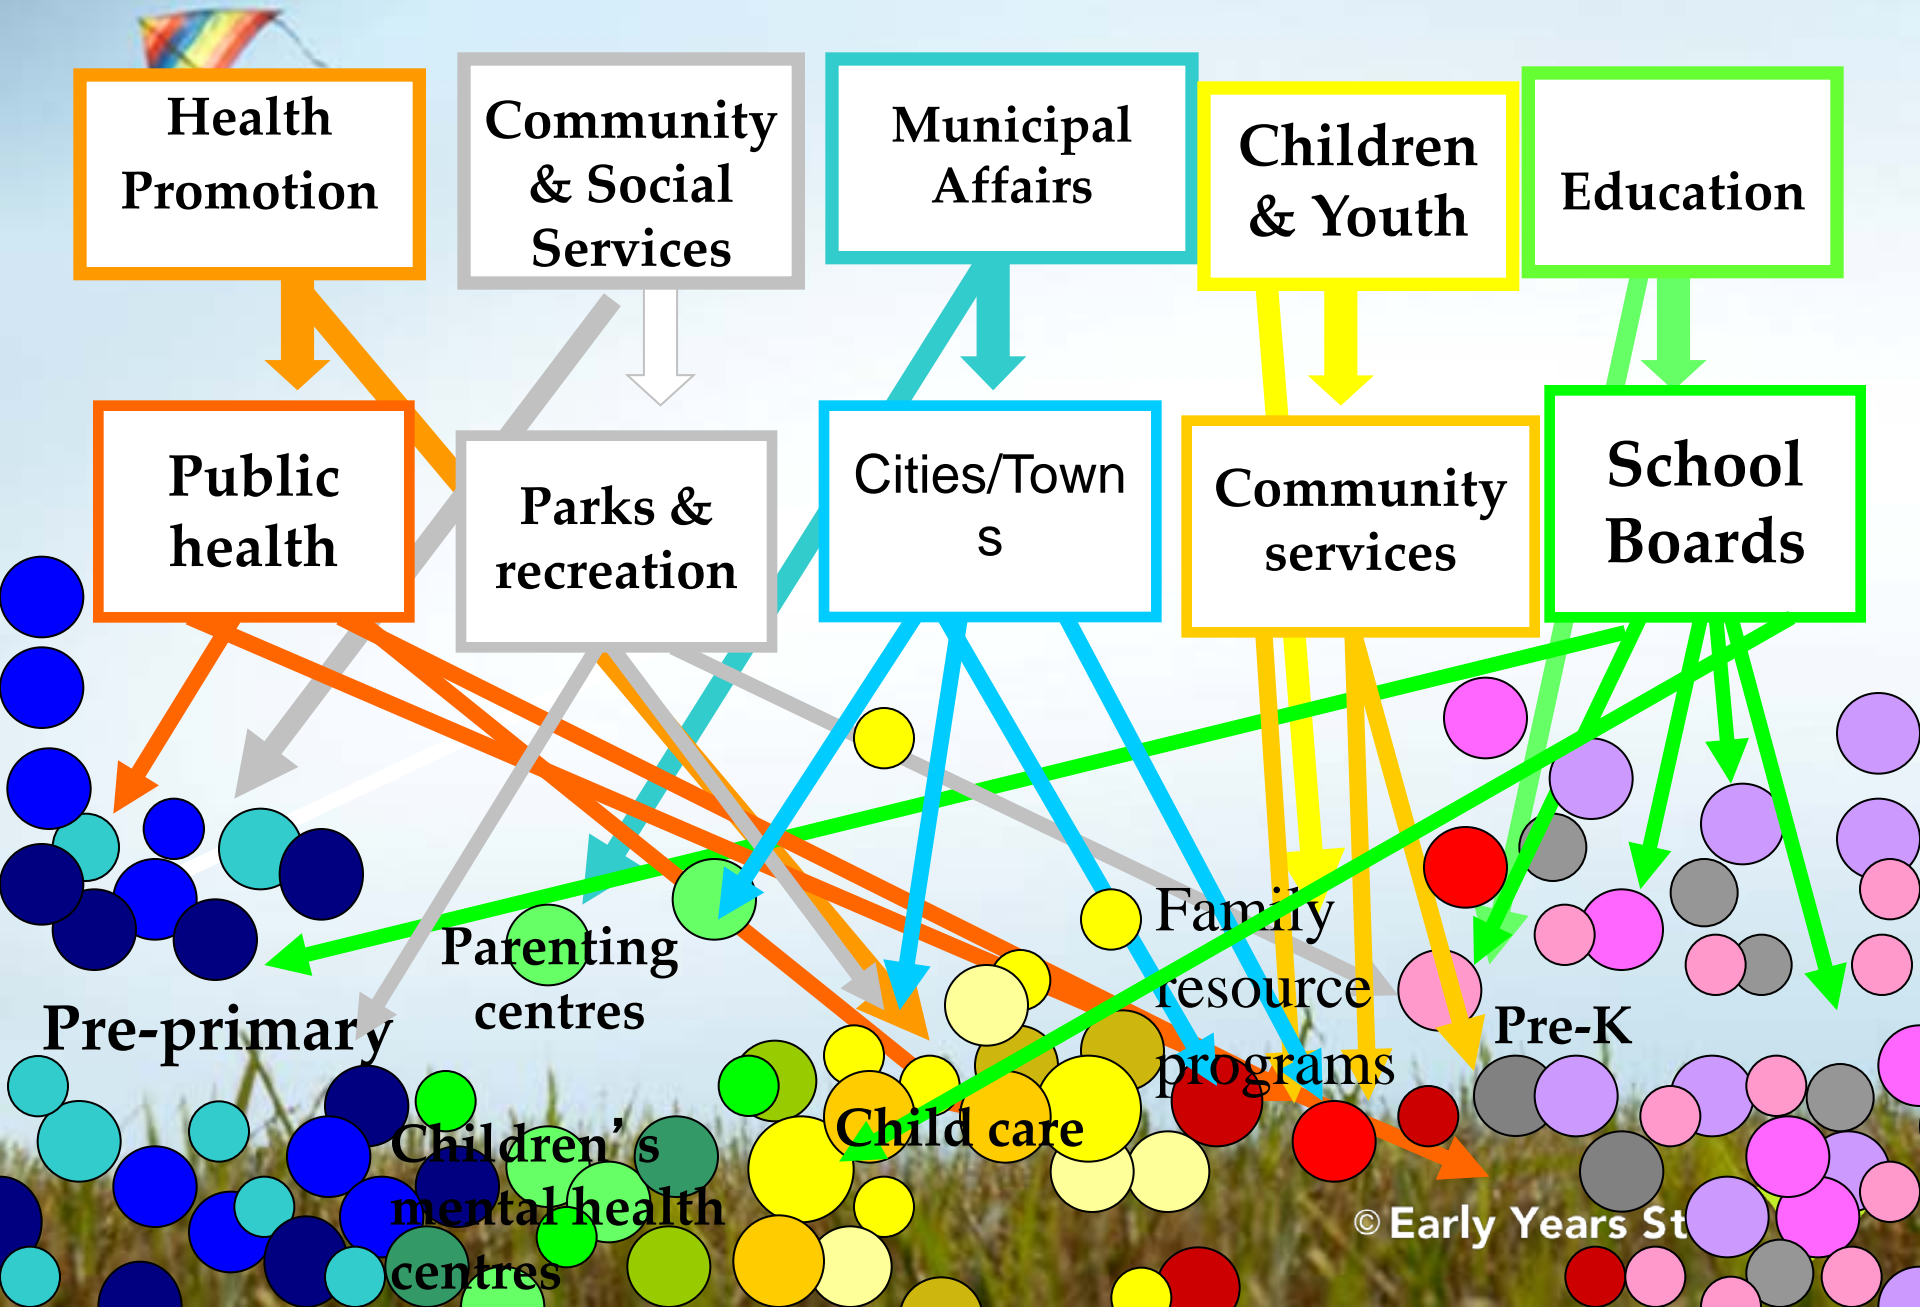 Health
Promotion
Community
& Social
Services
Municipal
Affairs
Children
& Youth
Education
Public
health
Parks &
recreation
Cities/Town
s
Community
services
School
Boards
Family
resource
programs
Parenting
centres
Pre-primary
Pre-K
Child care
Children’s
mental health
centres
© Early Years St